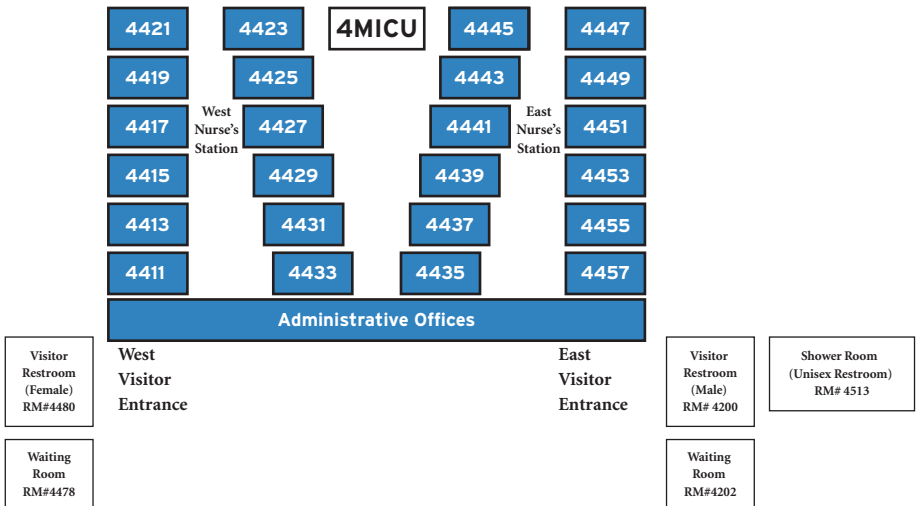 4421 4423 4MICU 4445 4447
4419 4425 4443 4449
West
Nurse's
Station
4417 4427 4441 4451
East
Nurse's
Station
4415 4429 4439 4453
4413 4431 4437 4455
4411 4433 4435 4457
Administrative Offices
Visitor
Restroom
(Female)
RM#4480
West
Visitor
Entrance
East
Visitor
Entrance
Visitor
Restroom
(Male)
RM# 4200
Shower Room
(Unisex Restroom)
RM# 4513
Waiting
Room
RM#4478
Waiting
Room
RM#4202